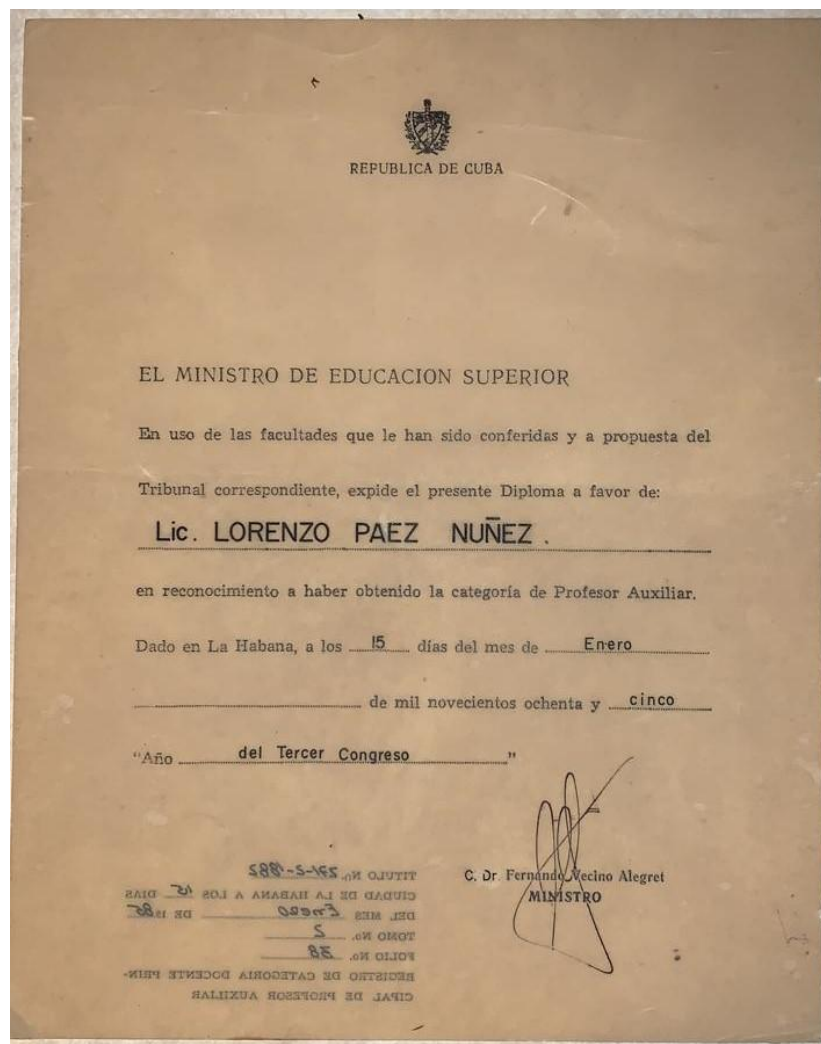 REPUBLICA DE CUBA
EL MINISTRO DE EDUCACION SUPERIOR
En uso de las facultades que le han sido conferidas y a propuesta del
Tribunal correspondiente, expide el presente Diploma a favor de:
Lic. LORENZO PAEZ NUÑEZ.
en reconocimiento a haber obtenido la categoría de Profesor Auxiliar.
Dado en La Habana, a los 15 días del mes de Enero
de mil novecientos ochenta y cinco
"Año del Tercer Congreso"
C. Dr. Fernando Vecino Alegret
MINISTRO
TITULO No.
CIUDAD DE LA HABANA A LOS 15 DIAS
DEL MES Enero DE 1985
TOMO No. 2
FOLIO No. 38
REGISTRO DE CATEGORIA DOCENTE PRIN-
CIPAL DE PROFESOR AUXILIAR